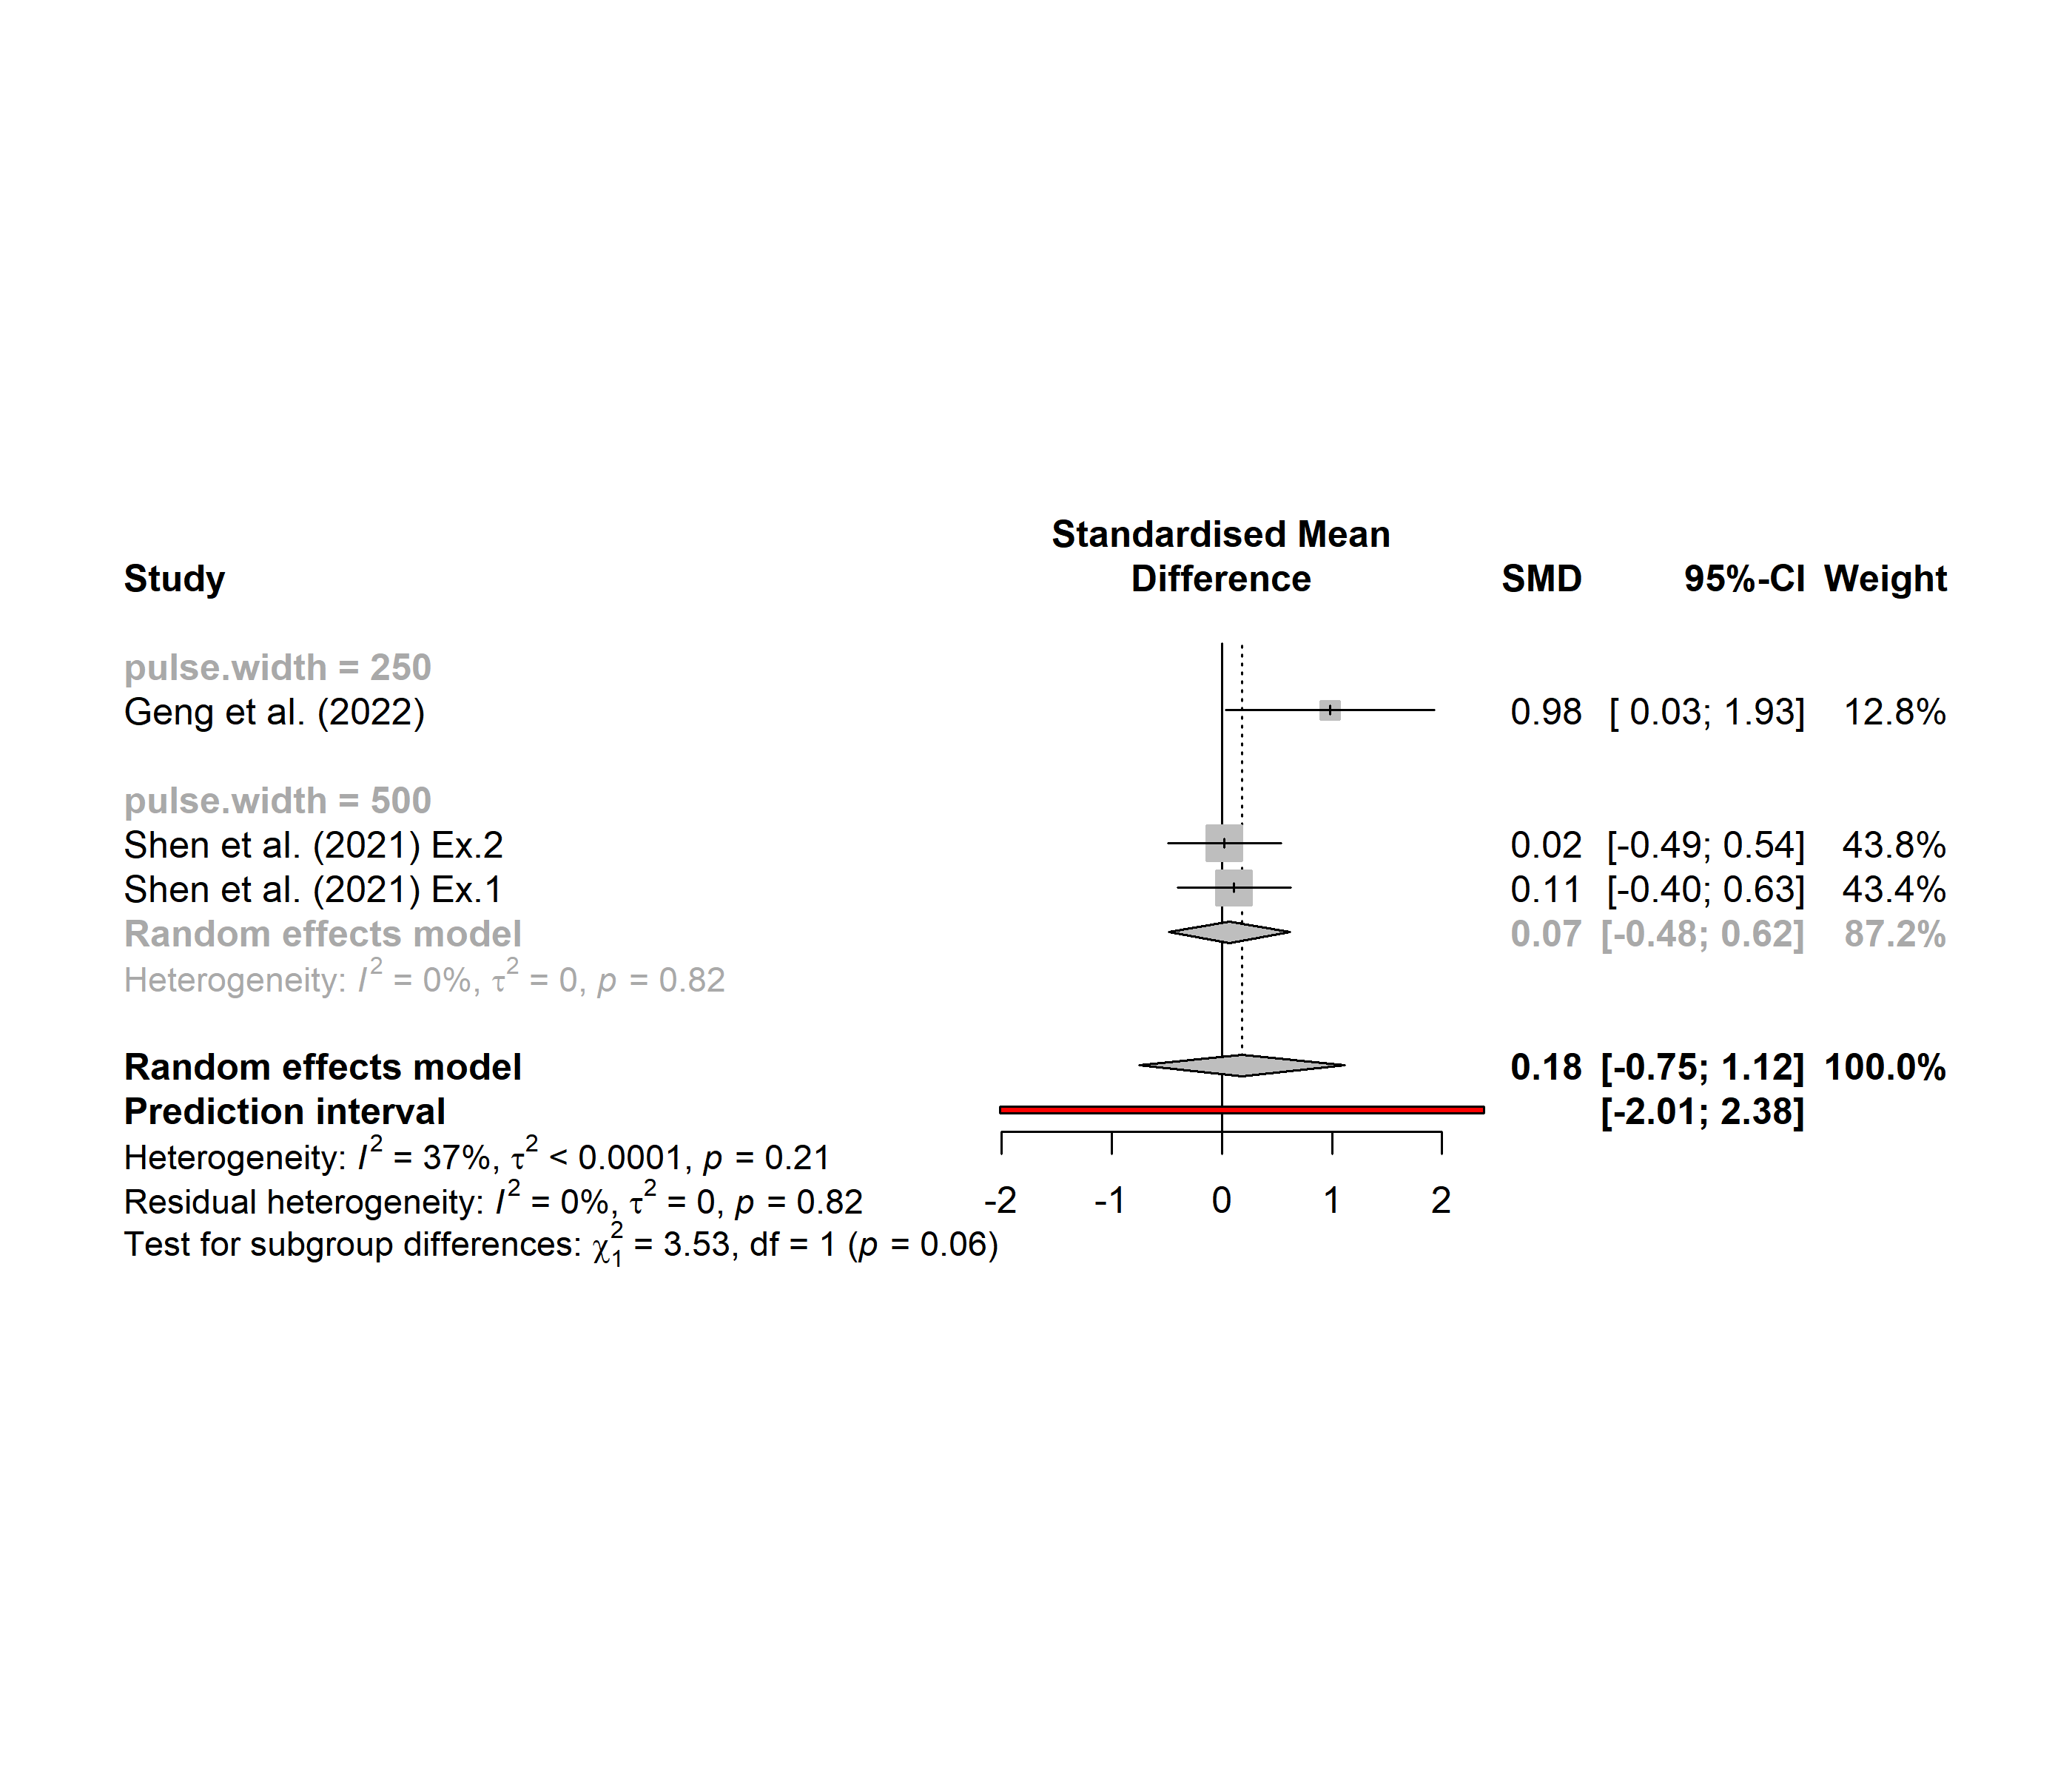 Standardised Mean
Study Difference SMD 95%-CI Weight
pulse.width = 250
Geng et al. (2022) 0.98 [ 0.03; 1.93] 12.8%
pulse.width = 500
Shen et al. (2021) Ex.2 0.02 [-0.49; 0.54] 43.8%
Shen et al. (2021) Ex.1 0.11 [-0.40; 0.63] 43.4%
Random effects model 0.07 [-0.48; 0.62] 87.2%
Heterogeneity: I² = 0%, τ² = 0, p = 0.82
Random effects model 0.18 [-0.75; 1.12] 100.0%
Prediction interval [-2.01; 2.38]
Heterogeneity: I² = 37%, τ² < 0.0001, p = 0.21
Residual heterogeneity: I² = 0%, τ² = 0, p = 0.82
-2 -1 0 1 2
Test for subgroup differences: χ²₁ = 3.53, df = 1 (p = 0.06)